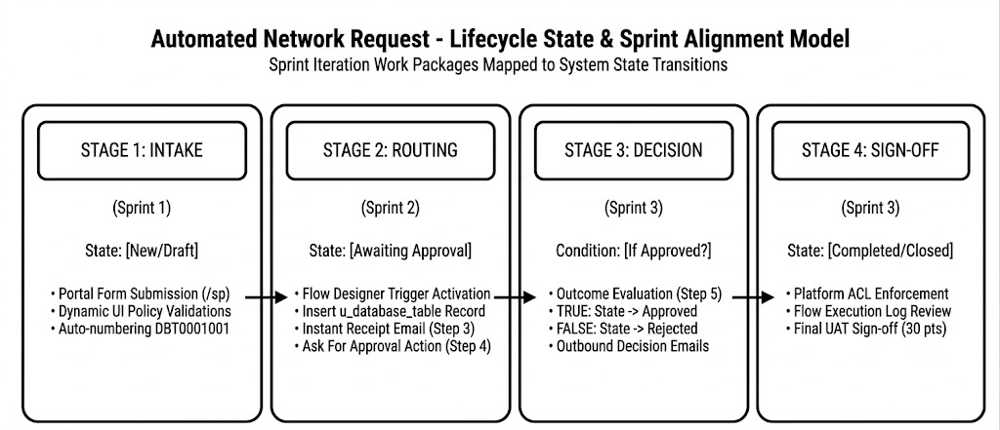 Automated Network Request - Lifecycle State & Sprint Alignment Model
Sprint Iteration Work Packages Mapped to System State Transitions
STAGE 1: INTAKE
(Sprint 1)
State: [New/Draft]
• Portal Form Submission (/sp)
• Dynamic UI Policy Validations
• Auto-numbering DBT0001001
STAGE 2: ROUTING
(Sprint 2)
State: [Awaiting Approval]
• Flow Designer Trigger Activation
• Insert u_database_table Record
• Instant Receipt Email (Step 3)
• Ask For Approval Action (Step 4)
STAGE 3: DECISION
(Sprint 3)
Condition: [If Approved?]
• Outcome Evaluation (Step 5)
• TRUE: State -> Approved
• FALSE: State -> Rejected
• Outbound Decision Emails
STAGE 4: SIGN-OFF
(Sprint 3)
State: [Completed/Closed]
• Platform ACL Enforcement
• Flow Execution Log Review
• Final UAT Sign-off (30 pts)